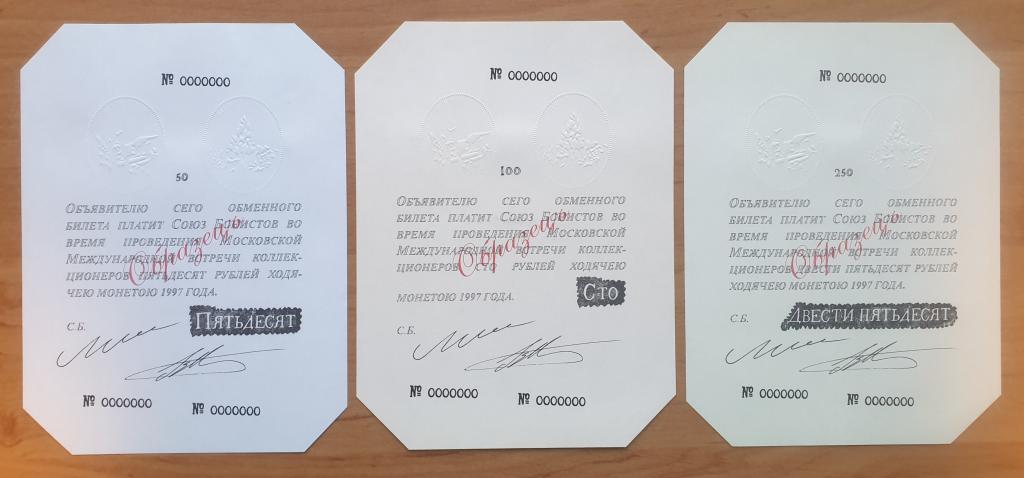 № 0000000
50
Объявителю сего обменного
билета платит Союз Бонистов во
время проведения Московской
Международной встречи коллек-
ционеров пятьдесят рублей ходя-
чею монетою 1997 года.
Образецъ
С.Б.
Пятьдесят
№ 0000000 № 0000000
№ 0000000
100
Объявителю сего обменного
билета платит Союз Бонистов во
время проведения Московской
Международной встречи коллек-
ционеров сто рублей ходячею
монетою 1997 года.
Образецъ
Сто
С.Б.
№ 0000000 № 0000000
№ 0000000
250
Объявителю сего обменного
билета платит Союз Бонистов во
время проведения Московской
Международной встречи коллек-
ционеров двести пятьдесят рублей
ходячею монетою 1997 года.
Образецъ
С.Б.
Двести пятьдесят
№ 0000000 № 0000000